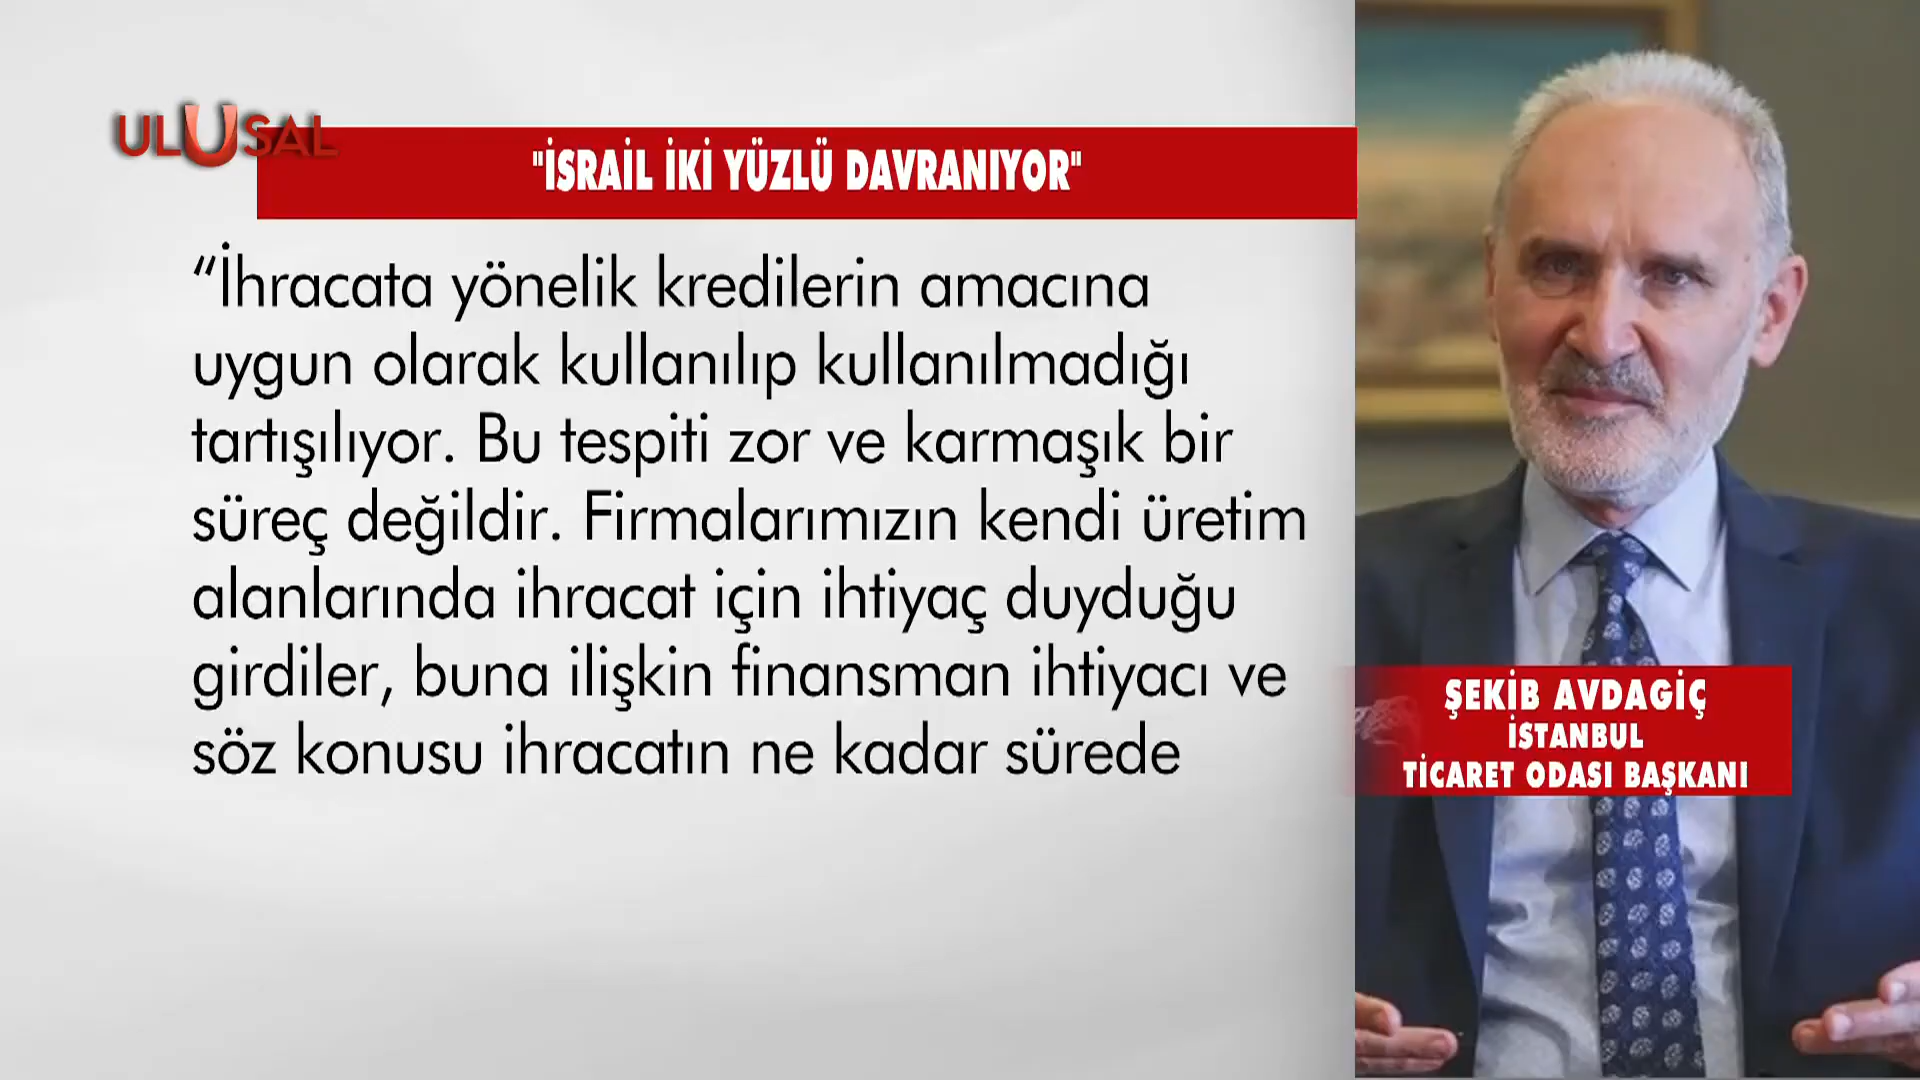 ULUSAL
"İSRAİL İKİ YÜZLÜ DAVRANIYOR"
“İhracata yönelik kredilerin amacına
uygun olarak kullanılıp kullanılmadığı
tartışılıyor. Bu tespiti zor ve karmaşık bir
süreç değildir. Firmalarımızın kendi üretim
alanlarında ihracat için ihtiyaç duyduğu
girdiler, buna ilişkin finansman ihtiyacı ve
söz konusu ihracatın ne kadar sürede
ŞEKİB AVDAGİÇ
İSTANBUL
TİCARET ODASI BAŞKANI